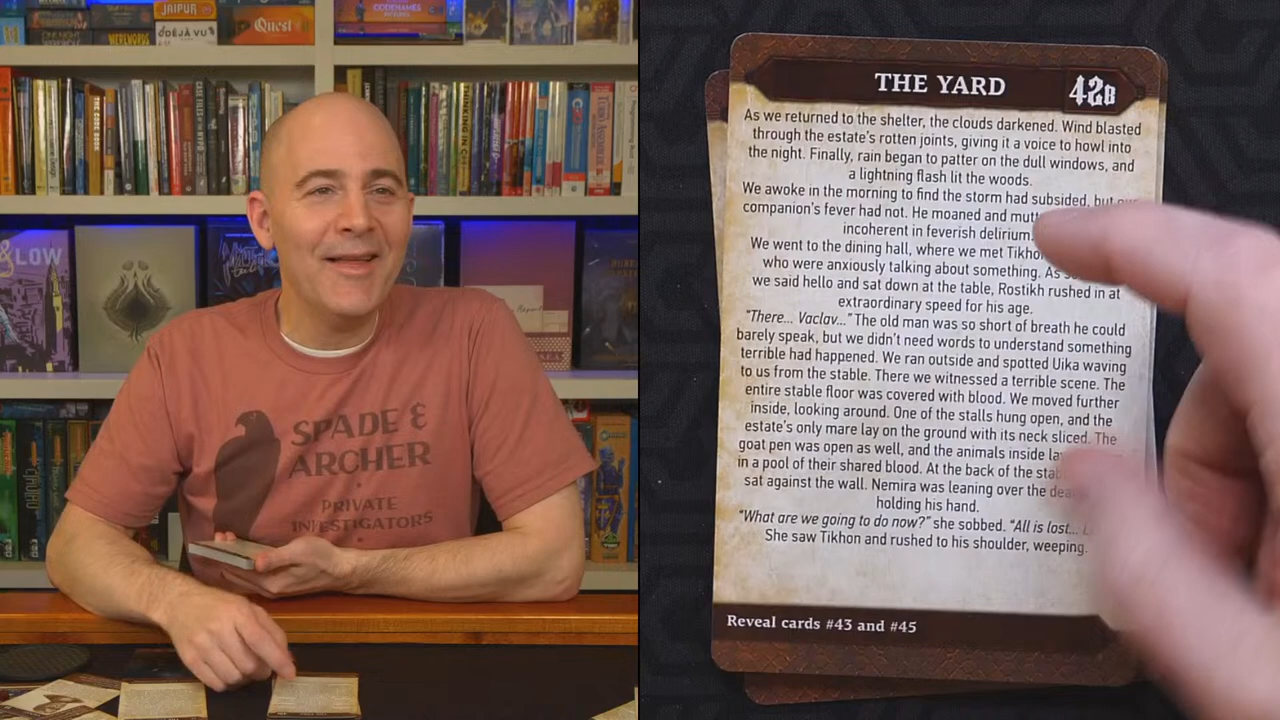 CODENAMES
JAIPUR
WEREWORDS
DÉJÀ VU
Quest
THE CODE BOOK
THINKING IN
& LOW
SPADE &
ARCHER
PRIVATE
INVESTIGATORS
THE YARD
42B
As we returned to the shelter, the clouds darkened. Wind blasted
through the estate's rotten joints, giving it a voice to howl into
the night. Finally, rain began to patter on the dull windows, and
a lightning flash lit the woods.
We awoke in the morning to find the storm had subsided, but our
companion's fever had not. He moaned and
incoherent in feverish delirium.
We went to the dining hall, where we met
who were anxiously talking about something. As
we said hello and sat down at the table, Rostikh rushed in at
extraordinary speed for his age.
"There... Vaclav..." The old man was so short of breath he could
barely speak, but we didn't need words to understand something
terrible had happened. We ran outside and spotted Uika waving
to us from the stable. There we witnessed a terrible scene. The
entire stable floor was covered with blood. We moved further
inside, looking around. One of the stalls hung open, and the
estate's only mare lay on the ground with its neck sliced. The
goat pen was open as well, and the animals inside
in a pool of their shared blood. At the back of the
sat against the wall. Nemira was leaning over the
holding his hand.
"What are we going to do now?" she sobbed. "All is lost...
She saw Tikhon and rushed to his shoulder, weeping.
Reveal cards #43 and #45